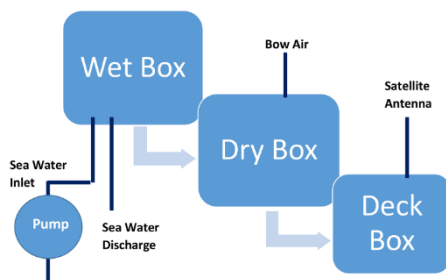 Wet Box
Bow Air
Satellite
Antenna
Dry Box
Sea Water
Inlet
Pump
Sea Water
Discharge
Deck
Box